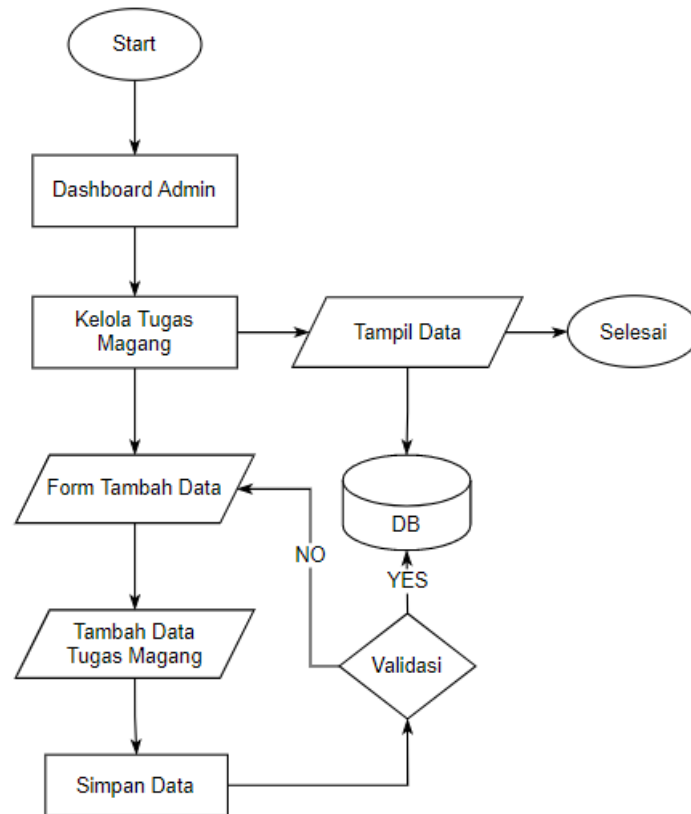 Start
Dashboard Admin
Kelola Tugas
Magang
Tampil Data
Selesai
Form Tambah Data
DB
NO
YES
Tambah Data
Tugas Magang
Validasi
Simpan Data